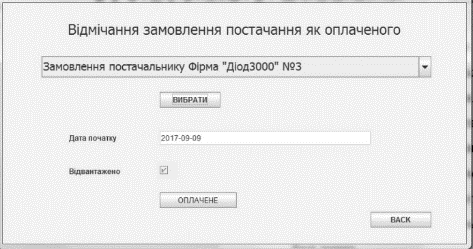 Відмічання замовлення постачання як оплаченого
Замовлення постачальнику Фірма "Діод3000" №3
ВИБРАТИ
Дата початку 2017-09-09
Відвантажено
ОПЛАЧЕНЕ
BACK